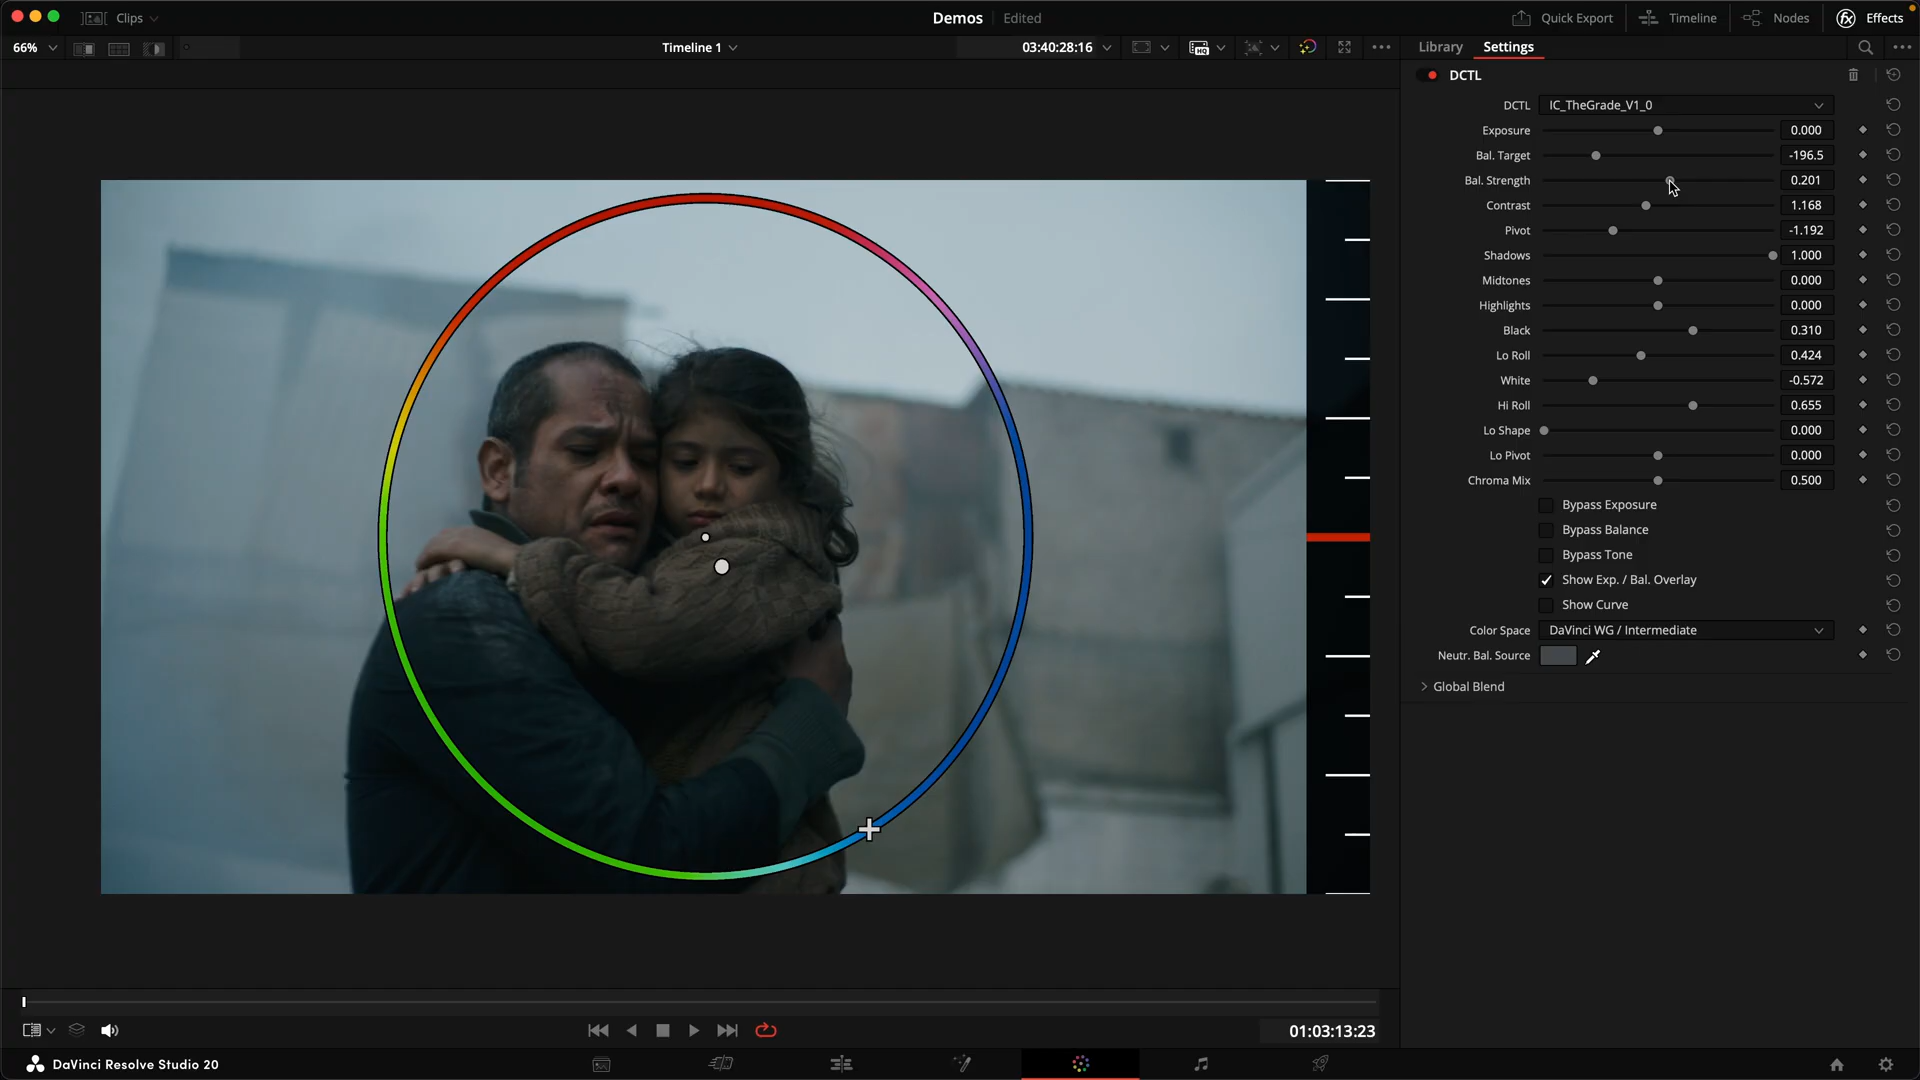 Clips
Demos
Edited
Quick Export
Timeline
Nodes
Effects
66%
Timeline 1
03:40:28:16
HQ
Library
Settings
DCTL
DCTL IC_TheGrade_V1_0
Exposure 0.000
Bal. Target -196.5
Bal. Strength 0.201
Contrast 1.168
Pivot -1.192
Shadows 1.000
Midtones 0.000
Highlights 0.000
Black 0.310
Lo Roll 0.424
White -0.572
Hi Roll 0.655
Lo Shape 0.000
Lo Pivot 0.000
Chroma Mix 0.500
Bypass Exposure
Bypass Balance
Bypass Tone
Show Exp. / Bal. Overlay
Show Curve
Color Space DaVinci WG / Intermediate
Neutr. Bal. Source
Global Blend
01:03:13:23
DaVinci Resolve Studio 20